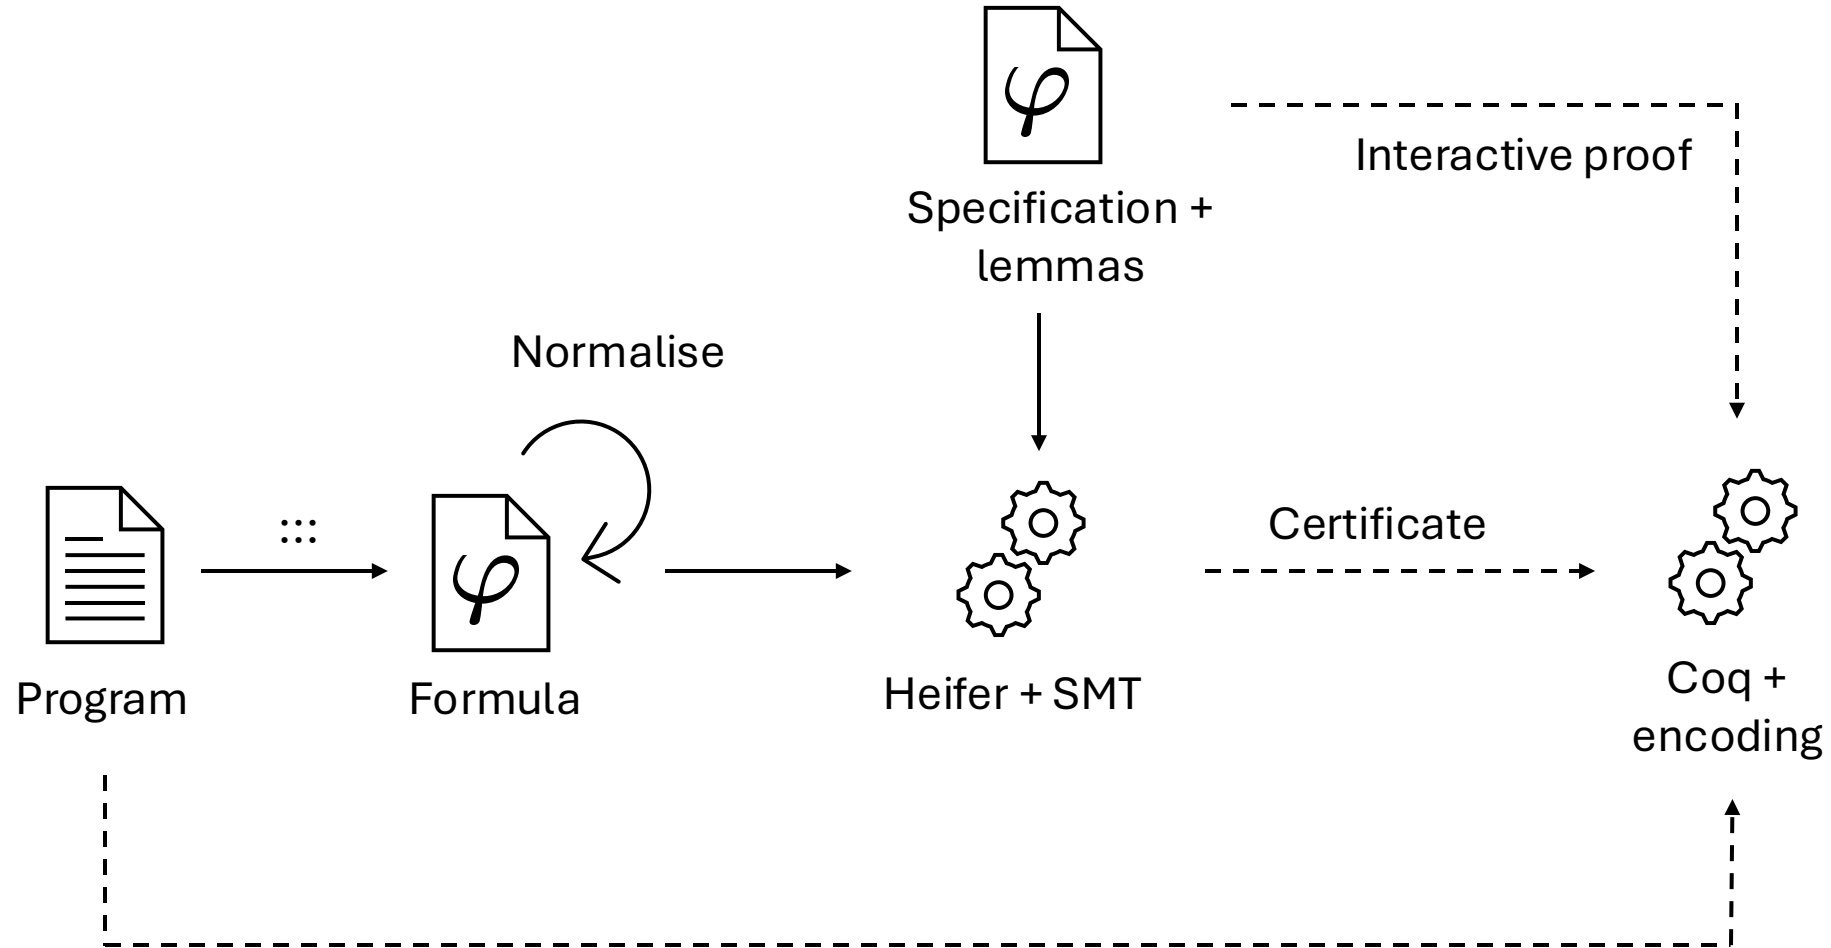 φ
Interactive proof
Specification +
lemmas
Normalise
:::
φ
Certificate
Program
Formula
Heifer + SMT
Coq +
encoding